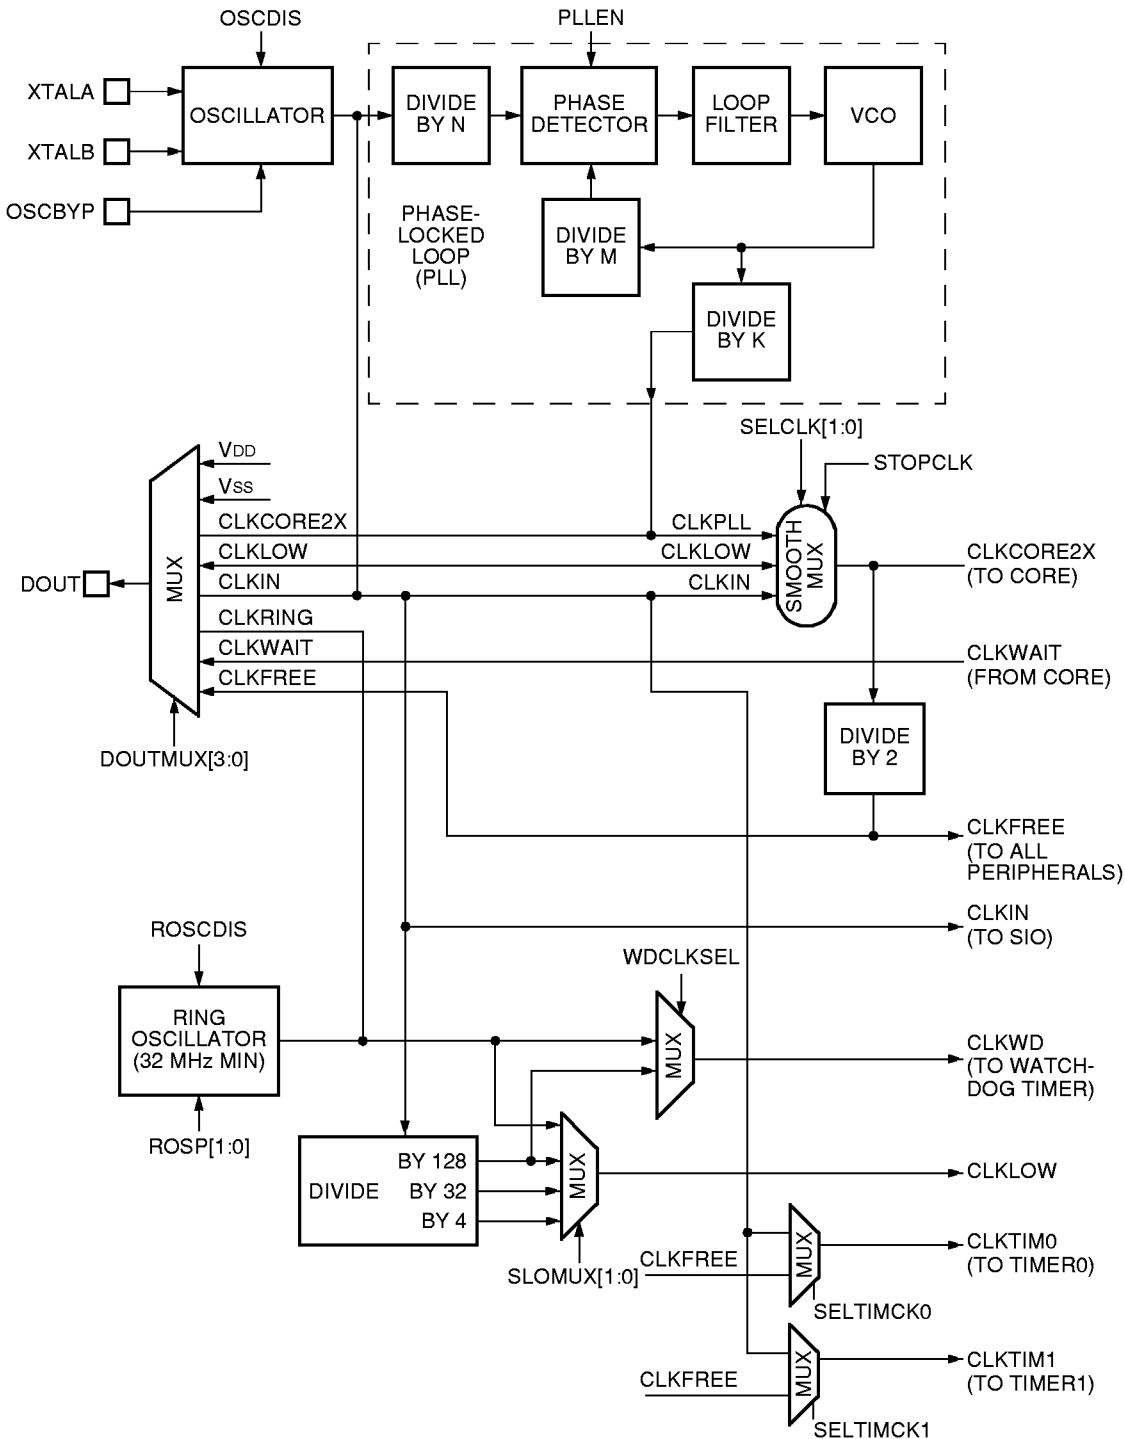 OSCDIS
PLLEN
XTALA
XTALB
OSCBYP
OSCILLATOR
DIVIDE
BY N
PHASE
DETECTOR
LOOP
FILTER
VCO
PHASE-
LOCKED
LOOP
(PLL)
DIVIDE
BY M
DIVIDE
BY K
SELCLK[1:0]
STOPCLK
VDD
VSS
CLKCORE2X
CLKPLL
CLKLOW
CLKLOW
CLKIN
CLKIN
CLKRING
CLKWAIT
CLKFREE
DOUT
MUX
SMOOTH
MUX
CLKCORE2X
(TO CORE)
CLKWAIT
(FROM CORE)
DOUTMUX[3:0]
DIVIDE
BY 2
CLKFREE
(TO ALL
PERIPHERALS)
CLKIN
(TO SIO)
ROSCDIS
WDCLKSEL
RING
OSCILLATOR
(32 MHz MIN)
MUX
CLKWD
(TO WATCH-
DOG TIMER)
ROSP[1:0]
DIVIDE
BY 128
BY 32
BY 4
MUX
CLKLOW
SLOMUX[1:0]
CLKFREE
MUX
CLKTIM0
(TO TIMER0)
SELTIMCK0
CLKFREE
MUX
CLKTIM1
(TO TIMER1)
SELTIMCK1